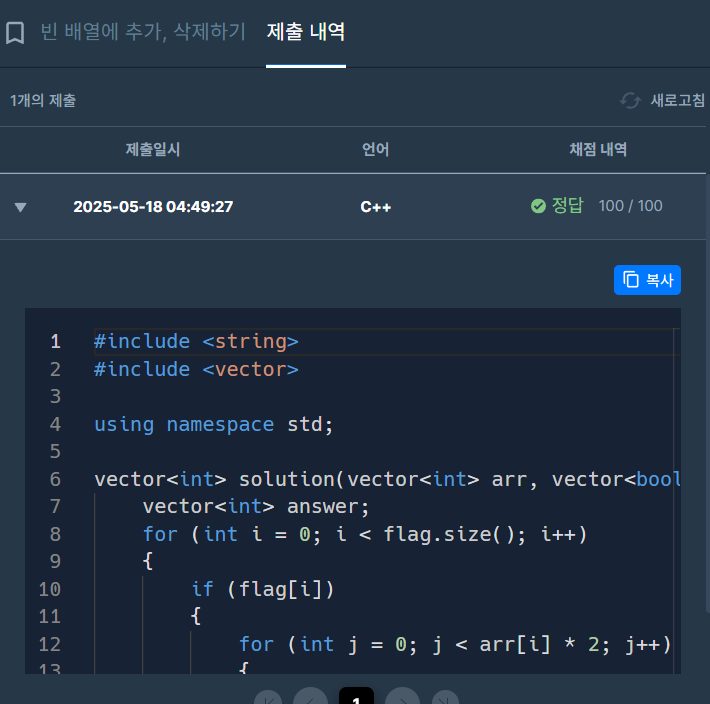 빈 배열에 추가, 삭제하기 제출 내역
1개의 제출 새로고침
제출일시 언어 채점 내역
2025-05-18 04:49:27 C++ 정답 100 / 100
복사
1 #include <string>
2 #include <vector>
3
4 using namespace std;
5
6 vector<int> solution(vector<int> arr, vector<bool
7 vector<int> answer;
8 for (int i = 0; i < flag.size(); i++)
9 {
10 if (flag[i])
11 {
12 for (int j = 0; j < arr[i] * 2; j++)
13 {
1